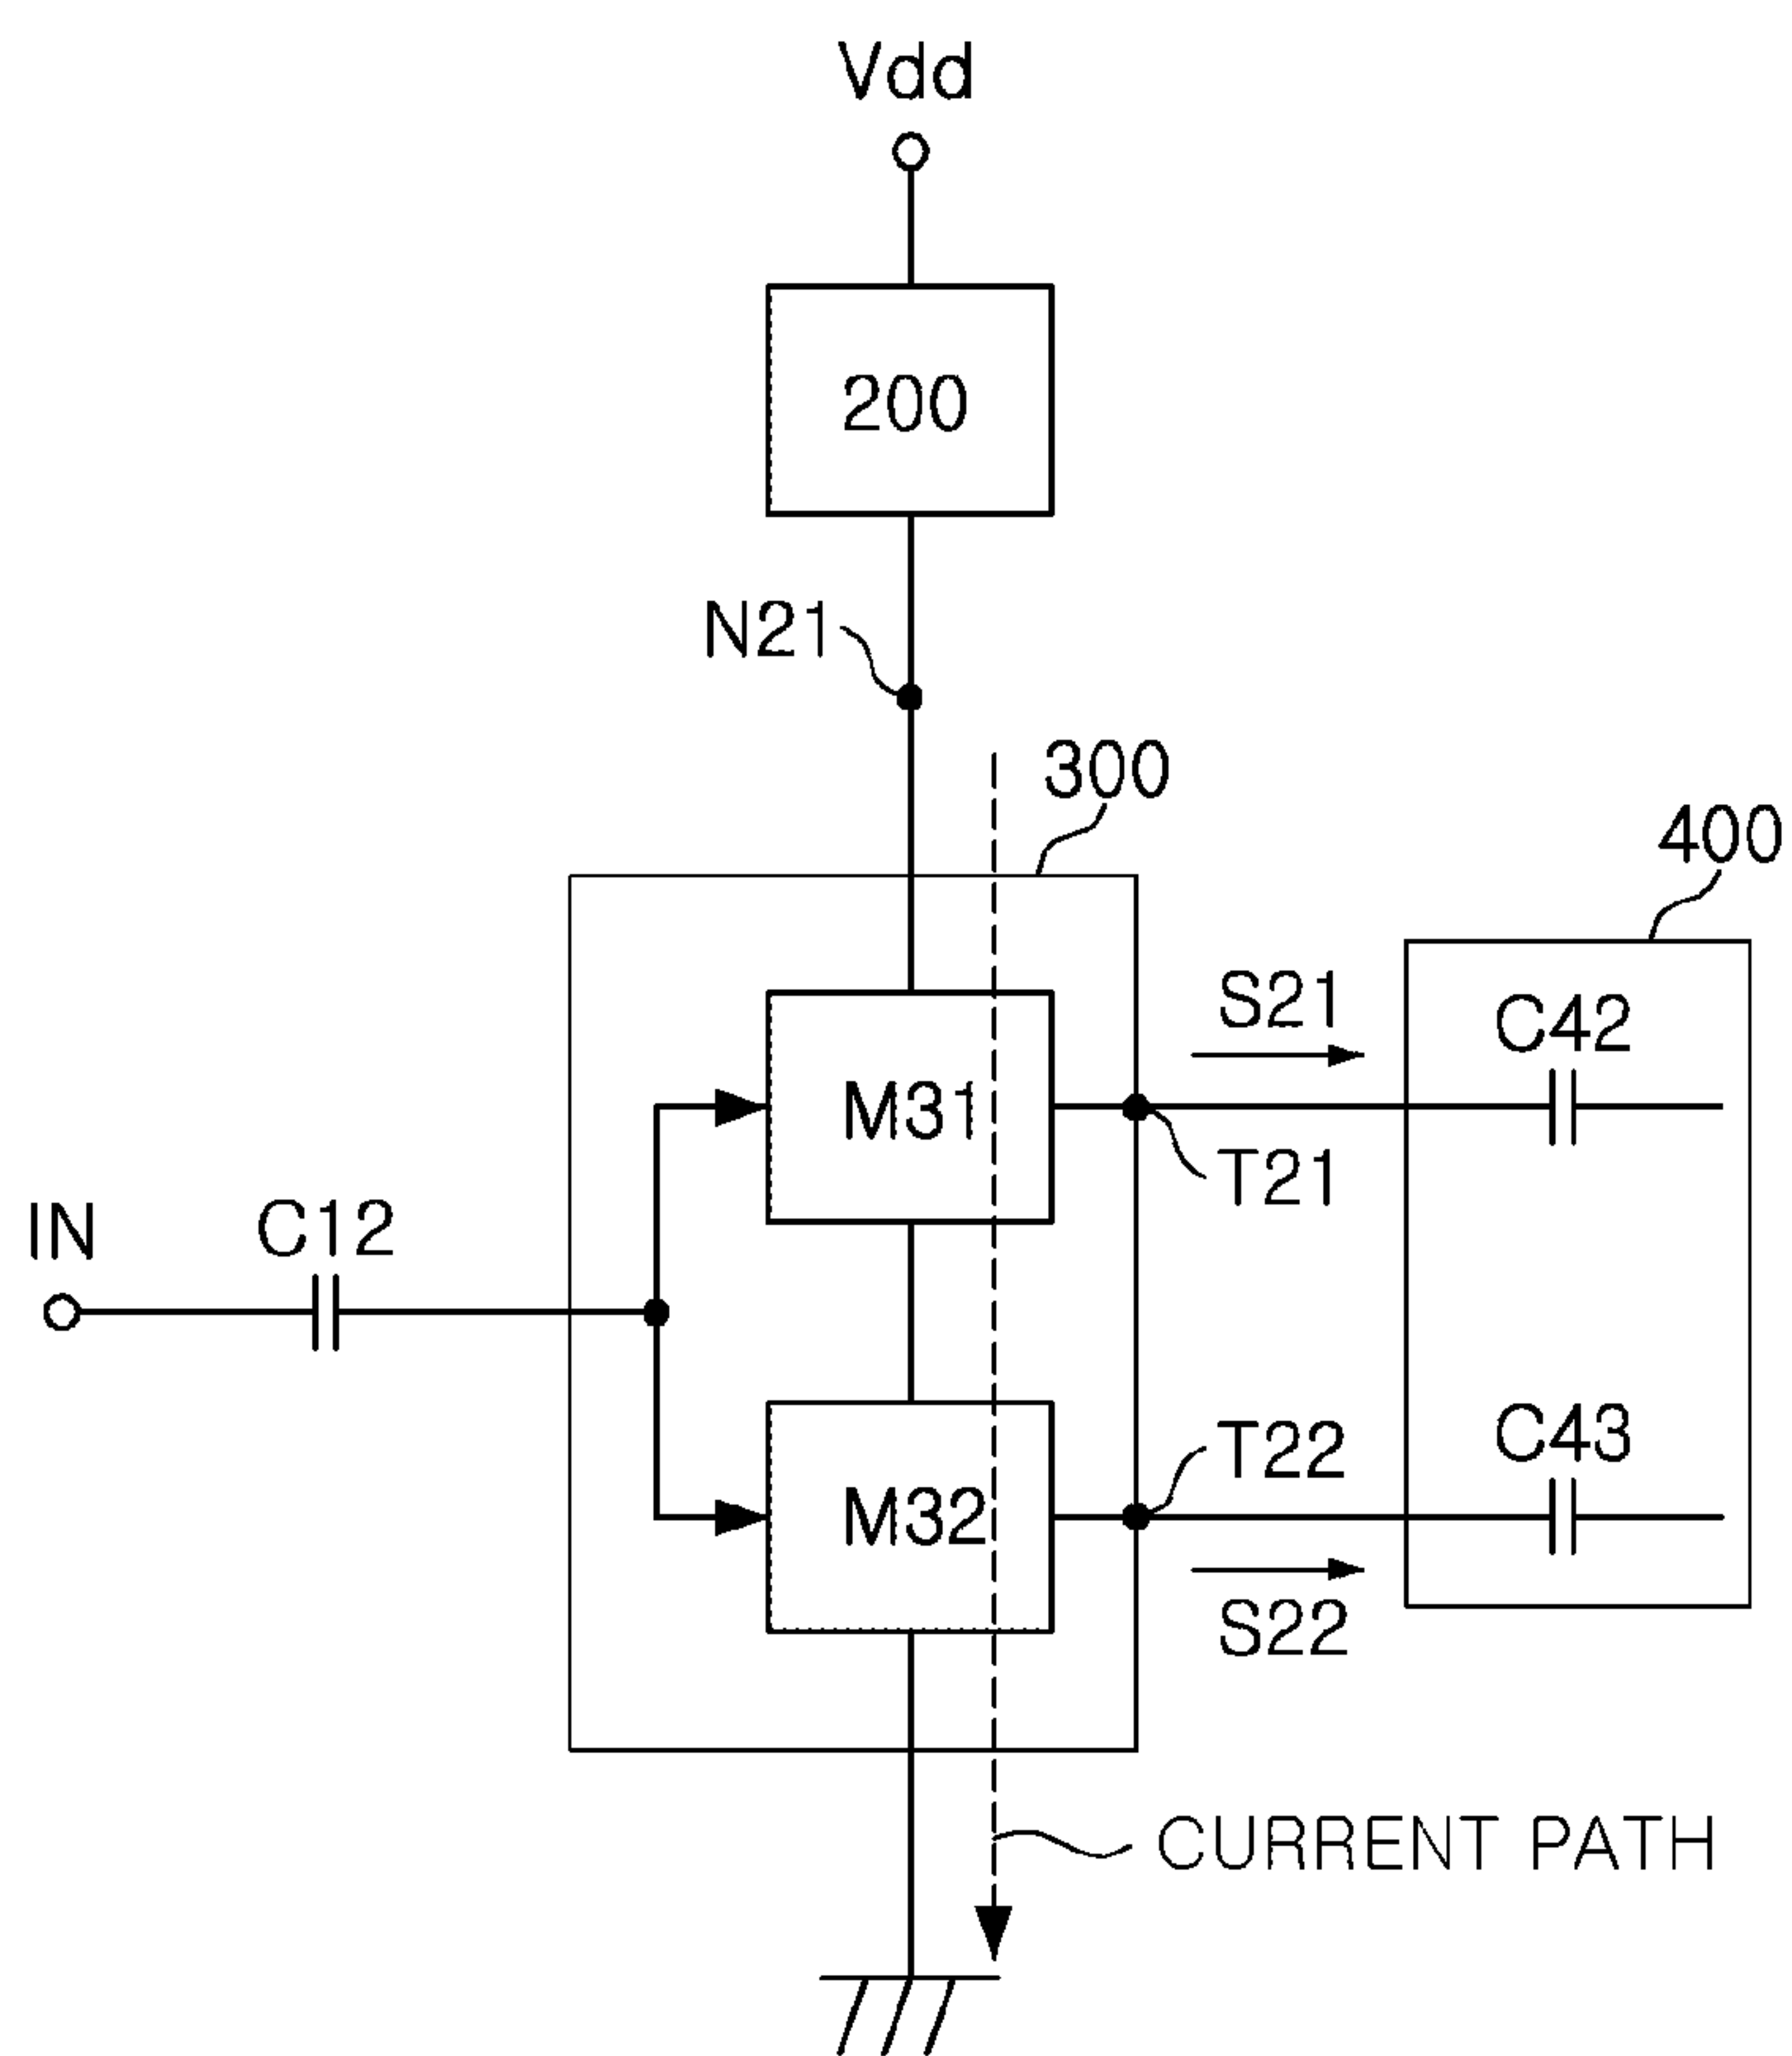 Vdd
200
N21
300
400
S21
C42
M31
T21
IN
C12
T22
C43
M32
S22
CURRENT PATH